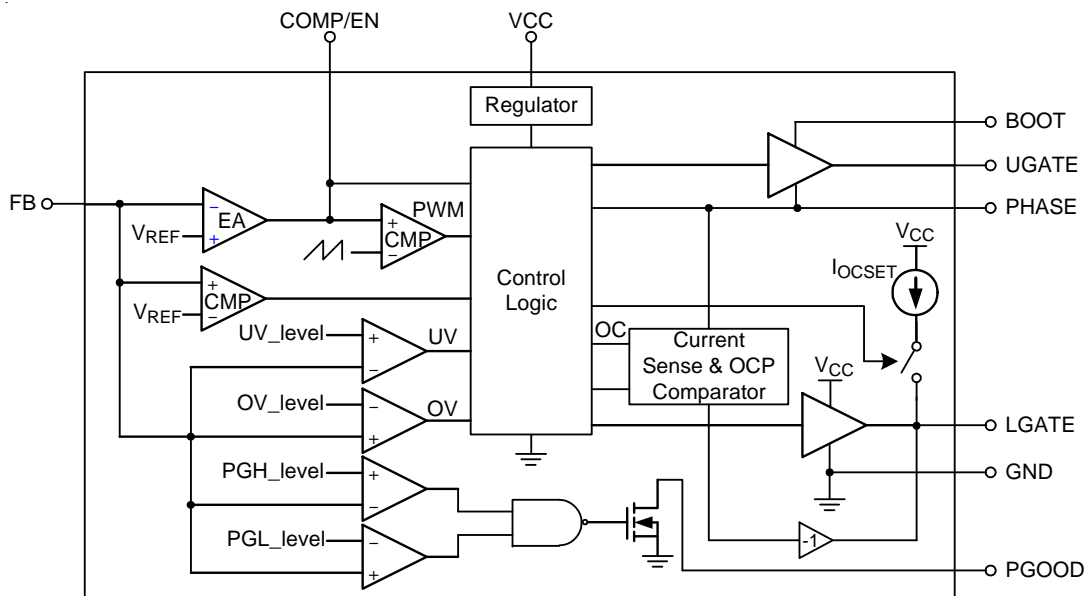 COMP/EN
VCC
Regulator
BOOT
UGATE
PHASE
FB
EA
VREF
PWM
CMP
CMP
VREF
Control
Logic
VCC
IOCSET
UV_level
UV
OC
Current
Sense & OCP
Comparator
VCC
OV_level
OV
LGATE
GND
PGH_level
PGL_level
-1
PGOOD